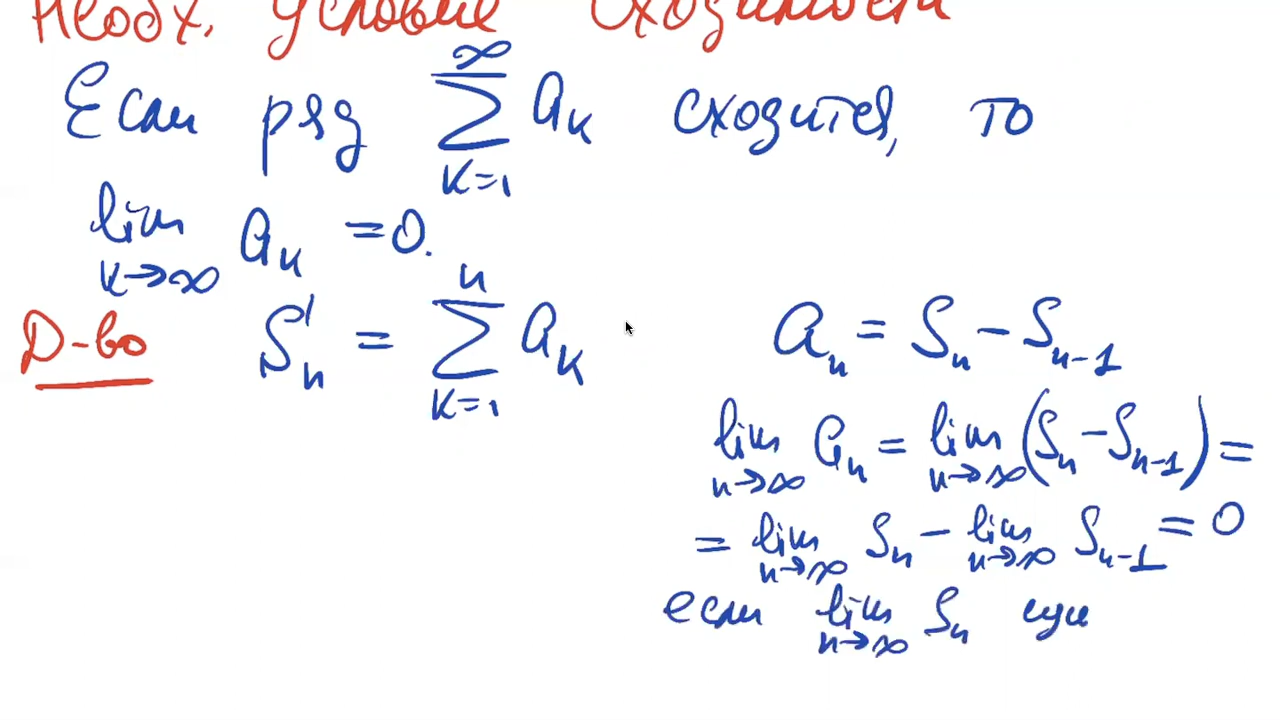 Необх. условие сходимости
Если ряд ∑_{k=1}^{∞} a_k сходится, то
lim_{k→∞} a_k = 0.
Д-во S_n = ∑_{k=1}^{n} a_k
a_n = S_n - S_{n-1}
lim_{n→∞} a_n = lim_{n→∞} (S_n - S_{n-1}) =
= lim_{n→∞} S_n - lim_{n→∞} S_{n-1} = 0
если lim_{n→∞} S_n сущ